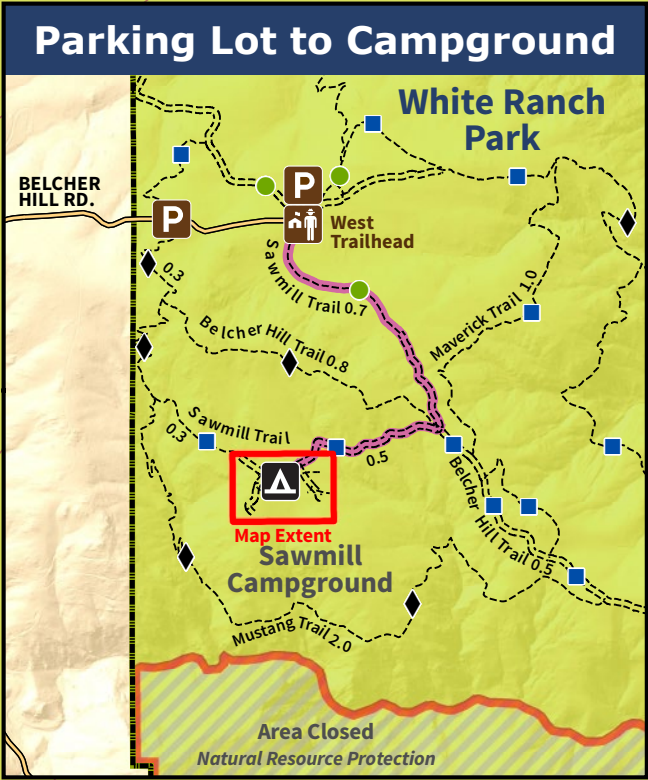 Parking Lot to Campground
White Ranch
Park
BELCHER
HILL RD.
P
P
West
Trailhead
0.3
Sawmill Trail 0.7
Maverick Trail 1.0
Belcher Hill Trail 0.8
Sawmill Trail
0.3
0.5
Belcher Hill Trail 0.5
Map Extent
Sawmill
Campground
Mustang Trail 2.0
Area Closed
Natural Resource Protection